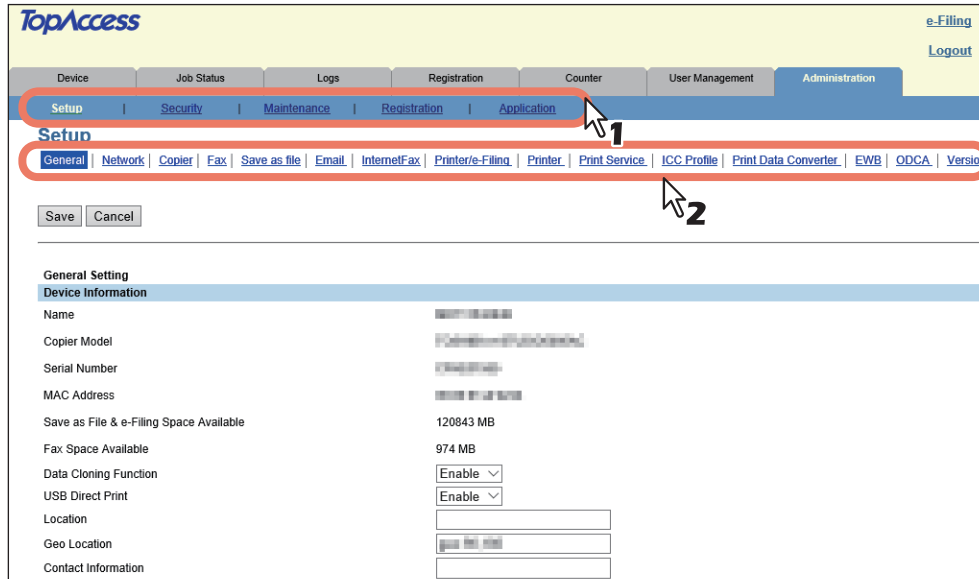 TopAccess
e-Filing
Logout
Device Job Status Logs Registration Counter User Management Administration
Setup | Security | Maintenance | Registration | Application
1
Setup
General | Network | Copier | Fax | Save as file | Email | InternetFax | Printer/e-Filing | Printer | Print Service | ICC Profile | Print Data Converter | EWB | ODCA | Versio
2
Save Cancel
General Setting
Device Information
Name
Copier Model
Serial Number
MAC Address
Save as File & e-Filing Space Available 120843 MB
Fax Space Available 974 MB
Data Cloning Function Enable
USB Direct Print Enable
Location
Geo Location
Contact Information